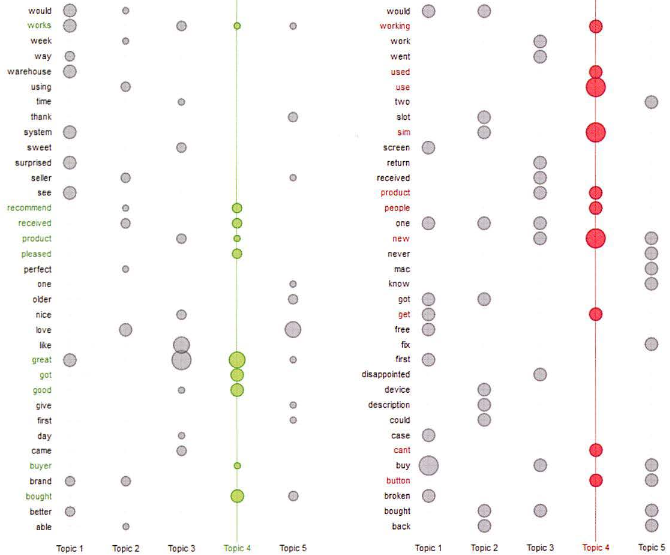 would
works
week
way
warehouse
using
time
thank
system
sweet
surprised
seller
see
recommend
received
product
pleased
perfect
one
older
nice
love
like
great
got
good
give
first
day
came
buyer
brand
bought
better
able
Topic 1 Topic 2 Topic 3 Topic 4 Topic 5
would
working
work
went
used
use
two
slot
sim
screen
return
received
product
people
one
new
never
mac
know
got
get
free
fix
first
disappointed
device
description
could
case
cant
buy
button
broken
bought
back
Topic 1 Topic 2 Topic 3 Topic 4 Topic 5